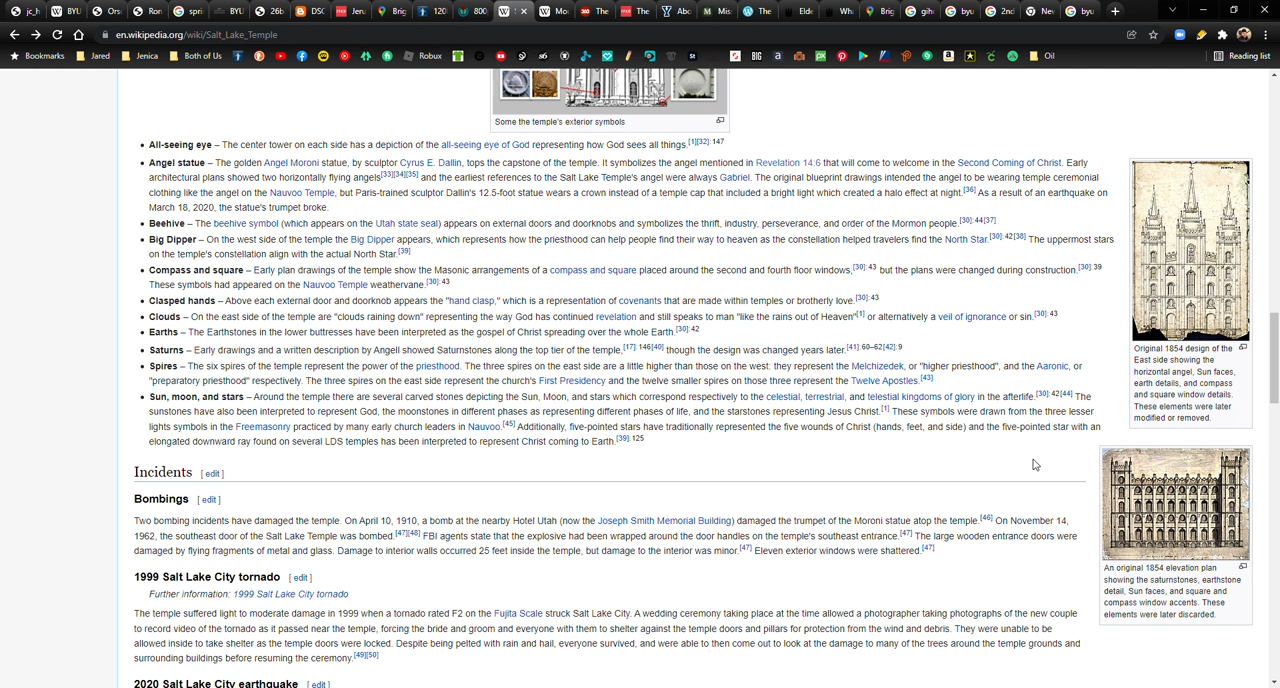 jc_h
BYU
Ors
Ron
spri
BYU
26b
DSC
Jeru
Brig
120
800
Mo
The
The
Abc
Mis
The
Elde
Wha
Brig
gih
byu
2nd
Nev
byu
en.wikipedia.org/wiki/Salt_Lake_Temple
Bookmarks
Jared
Jenica
Both of Us
Robux
BIG
Oil
Reading list
Some the temple's exterior symbols
• All-seeing eye – The center tower on each side has a depiction of the all-seeing eye of God representing how God sees all things.[1][32]: 147
• Angel statue – The golden Angel Moroni statue, by sculptor Cyrus E. Dallin, tops the capstone of the temple. It symbolizes the angel mentioned in Revelation 14:6 that will come to welcome in the Second Coming of Christ. Early
architectural plans showed two horizontally flying angels[33][34][35] and the earliest references to the Salt Lake Temple's angel were always Gabriel. The original blueprint drawings intended the angel to be wearing temple ceremonial
clothing like the angel on the Nauvoo Temple, but Paris-trained sculptor Dallin's 12.5-foot statue wears a crown instead of a temple cap that included a bright light which created a halo effect at night.[36] As a result of an earthquake on
March 18, 2020, the statue's trumpet broke.
• Beehive – The beehive symbol (which appears on the Utah state seal) appears on external doors and doorknobs and symbolizes the thrift, industry, perseverance, and order of the Mormon people.[30]: 44[37]
• Big Dipper – On the west side of the temple the Big Dipper appears, which represents how the priesthood can help people find their way to heaven as the constellation helped travelers find the North Star.[30]: 42[38] The uppermost stars
on the temple's constellation align with the actual North Star.[39]
• Compass and square – Early plan drawings of the temple show the Masonic arrangements of a compass and square placed around the second and fourth floor windows,[30]: 43 but the plans were changed during construction.[30]: 39
These symbols had appeared on the Nauvoo Temple weathervane.[30]: 43
• Clasped hands – Above each external door and doorknob appears the "hand clasp," which is a representation of covenants that are made within temples or brotherly love.[30]: 43
• Clouds – On the east side of the temple are "clouds raining down" representing the way God has continued revelation and still speaks to man "like the rains out of Heaven"[1] or alternatively a veil of ignorance or sin.[30]: 43
• Earths – The Earthstones in the lower buttresses have been interpreted as the gospel of Christ spreading over the whole Earth.[30]: 42
• Saturns – Early drawings and a written description by Angell showed Saturnstones along the top tier of the temple,[17]: 146[40] though the design was changed years later.[41]: 60–62[42]: 9
• Spires – The six spires of the temple represent the power of the priesthood. The three spires on the east side are a little higher than those on the west: they represent the Melchizedek, or "higher priesthood", and the Aaronic, or
"preparatory priesthood" respectively. The three spires on the east side represent the church's First Presidency and the twelve smaller spires on those three represent the Twelve Apostles.[43]
• Sun, moon, and stars – Around the temple there are several carved stones depicting the Sun, Moon, and stars which correspond respectively to the celestial, terrestrial, and telestial kingdoms of glory in the afterlife.[30]: 42[44] The
sunstones have also been interpreted to represent God, the moonstones in different phases as representing different phases of life, and the starstones representing Jesus Christ.[1] These symbols were drawn from the three lesser
lights symbols in the Freemasonry practiced by many early church leaders in Nauvoo.[45] Additionally, five-pointed stars have traditionally represented the five wounds of Christ (hands, feet, and side) and the five-pointed star with an
elongated downward ray found on several LDS temples has been interpreted to represent Christ coming to Earth.[39]: 125
Original 1854 design of the
East side showing the
horizontal angel, Sun faces,
earth details, and compass
and square window details.
These elements were later
modified or removed.
Incidents [ edit ]
Bombings [ edit ]
Two bombing incidents have damaged the temple. On April 10, 1910, a bomb at the nearby Hotel Utah (now the Joseph Smith Memorial Building) damaged the trumpet of the Moroni statue atop the temple.[46] On November 14,
1962, the southeast door of the Salt Lake Temple was bombed.[47][48] FBI agents state that the explosive had been wrapped around the door handles on the temple's southeast entrance.[47] The large wooden entrance doors were
damaged by flying fragments of metal and glass. Damage to interior walls occurred 25 feet inside the temple, but damage to the interior was minor.[47] Eleven exterior windows were shattered.[47]
An original 1854 elevation plan
showing the saturnstones, earthstone
detail, Sun faces, and square and
compass window accents. These
elements were later discarded.
1999 Salt Lake City tornado [ edit ]
Further information: 1999 Salt Lake City tornado
The temple suffered light to moderate damage in 1999 when a tornado rated F2 on the Fujita Scale struck Salt Lake City. A wedding ceremony taking place at the time allowed a photographer taking photographs of the new couple
to record video of the tornado as it passed near the temple, forcing the bride and groom and everyone with them to shelter against the temple doors and pillars for protection from the wind and debris. They were unable to be
allowed inside to take shelter as the temple doors were locked. Despite being pelted with rain and hail, everyone survived, and were able to then come out to look at the damage to many of the trees around the temple grounds and
surrounding buildings before resuming the ceremony.[49][50]
2020 Salt Lake City earthquake [ edit ]